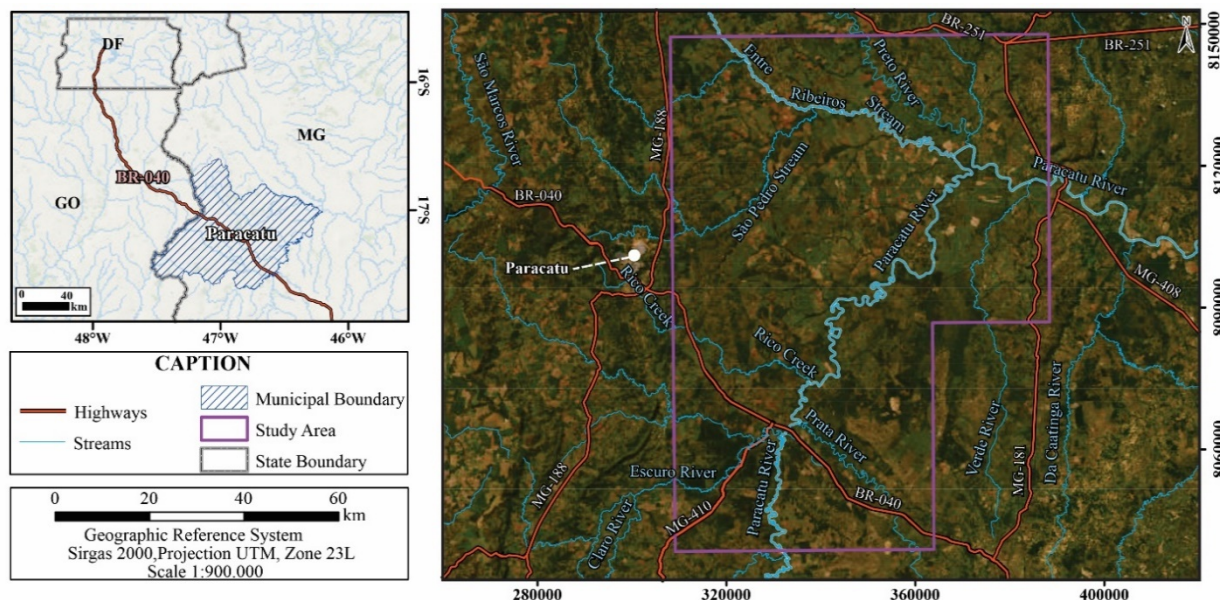 DF
MG
BR-040
GO
Paracatu
0 40
km
16°S
17°S
48°W 47°W 46°W
CAPTION
Highways
Streams
Municipal Boundary
Study Area
State Boundary
0 20 40 60
km
Geographic Reference System
Sirgas 2000,Projection UTM, Zone 23L
Scale 1:900.000
N
São Marcos River
MG-188
Entre
Ribeiros
Stream
Preto River
BR-251
BR-251
BR-040
São Pedro Stream
Paracatu River
Paracatu River
Paracatu
Rico Creek
MG-408
Rico Creek
Prata River
Verde River
MG-181
Da Caatinga River
Escuro River
MG-188
Claro River
MG-410
Paracatu River
BR-040
8150000
8120000
8090000
8060000
280000 320000 360000 400000